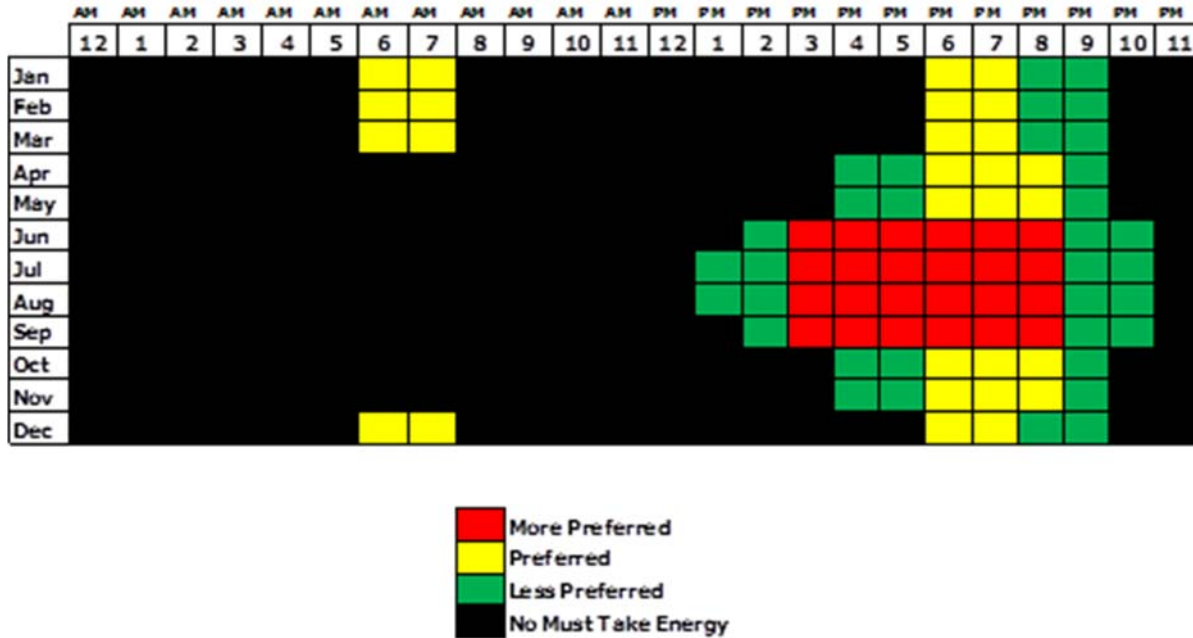 AM AM AM AM AM AM AM AM AM AM AM AM PM PM PM PM PM PM PM PM PM PM PM PM
12 1 2 3 4 5 6 7 8 9 10 11 12 1 2 3 4 5 6 7 8 9 10 11
Jan
Feb
Mar
Apr
May
Jun
Jul
Aug
Sep
Oct
Nov
Dec
More Preferred
Preferred
Less Preferred
No Must Take Energy